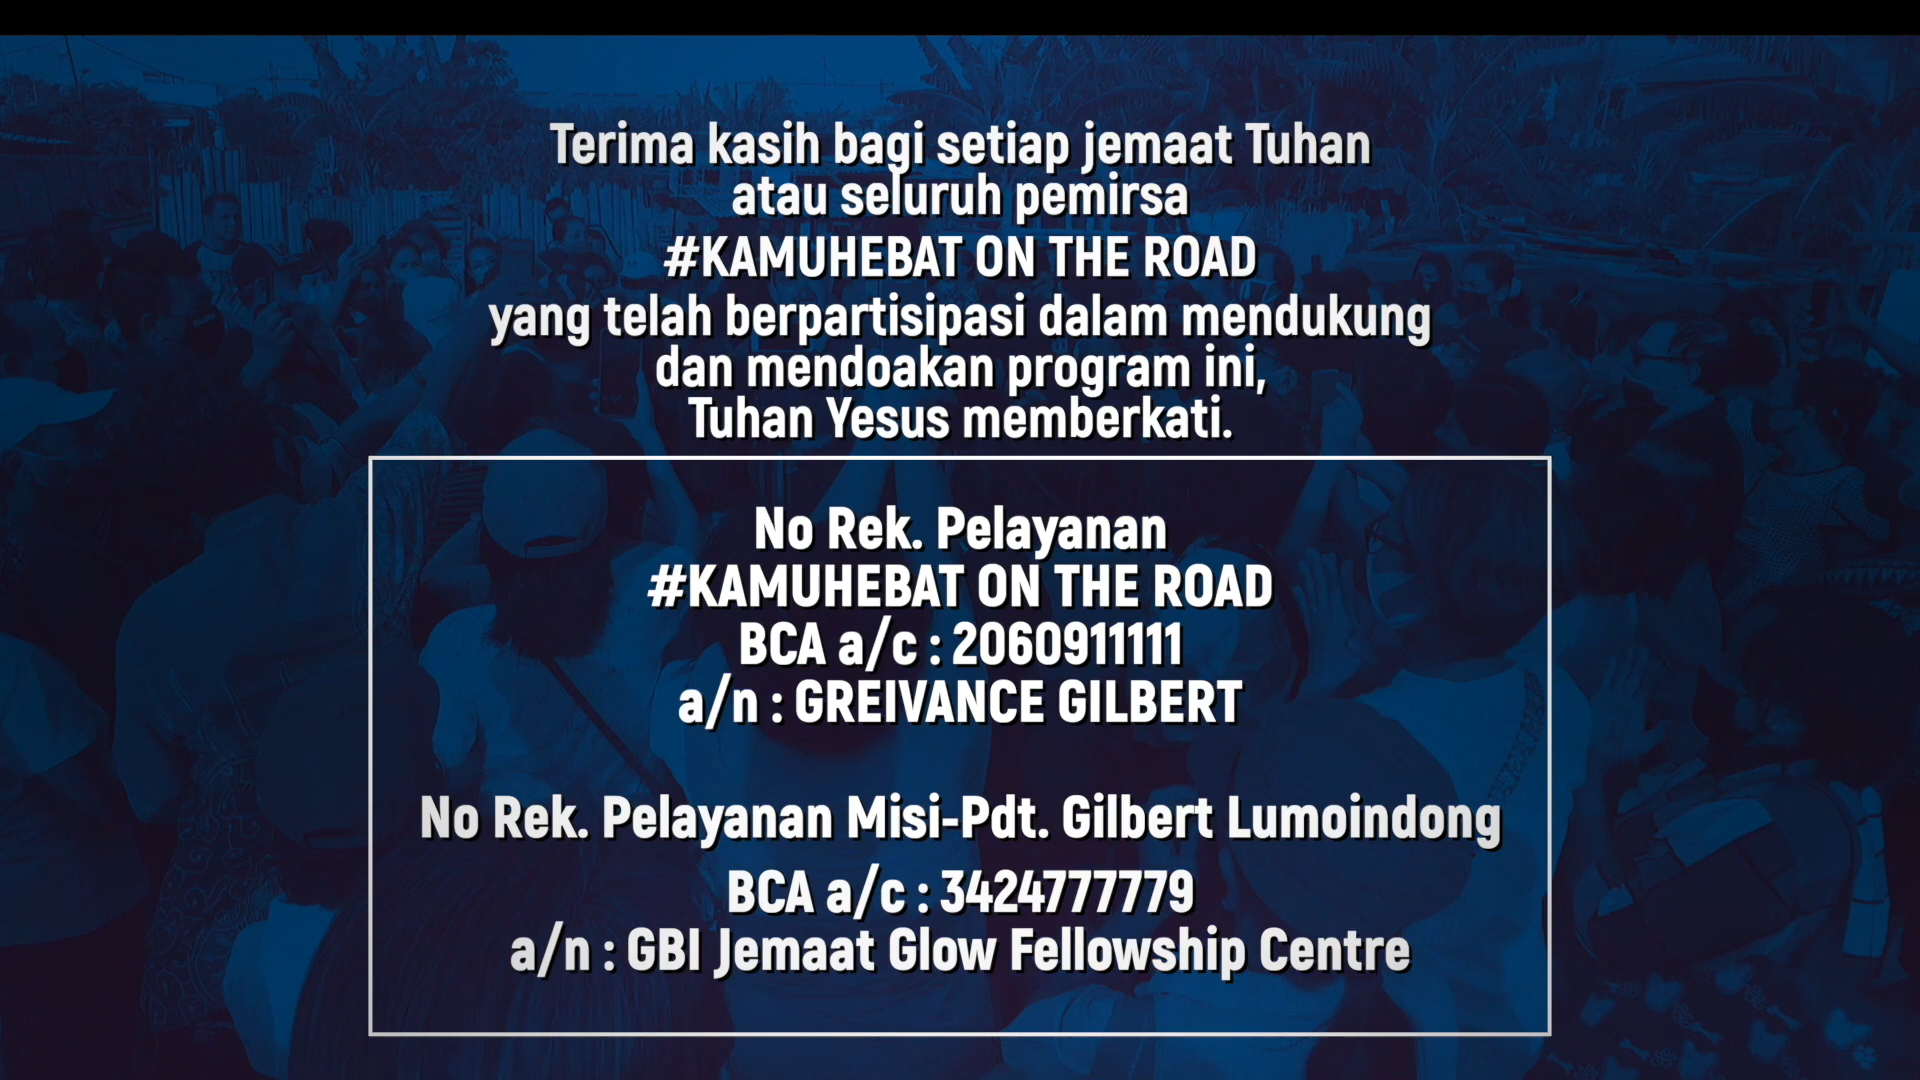 Terima kasih bagi setiap jemaat Tuhan
atau seluruh pemirsa
#KAMUHEBAT ON THE ROAD
yang telah berpartisipasi dalam mendukung
dan mendoakan program ini,
Tuhan Yesus memberkati.
No Rek. Pelayanan
#KAMUHEBAT ON THE ROAD
BCA a/c : 2060911111
a/n : GREIVANCE GILBERT
No Rek. Pelayanan Misi-Pdt. Gilbert Lumoindong
BCA a/c : 3424777779
a/n : GBI Jemaat Glow Fellowship Centre